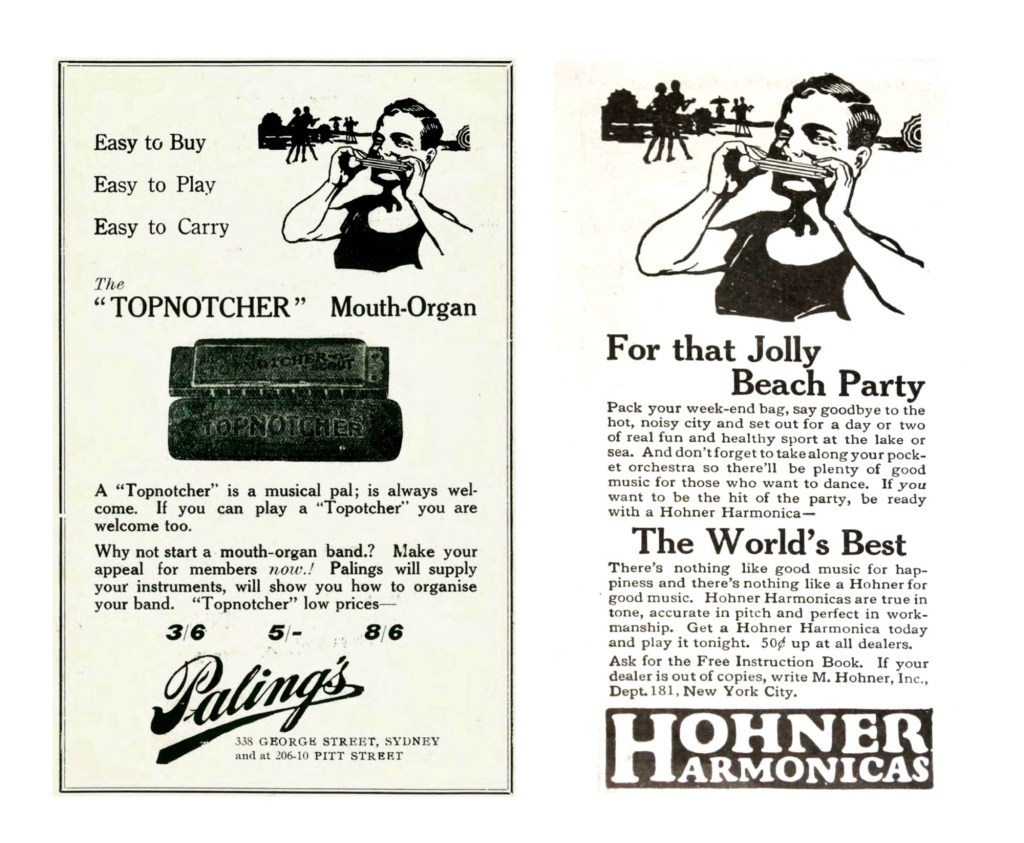 Easy to Buy
Easy to Play
Easy to Carry
The
"TOPNOTCHER" Mouth-Organ
TOPNOTCHER
SCOUT
TOPNOTCHER
A "Topnotcher" is a musical pal; is always wel-
come. If you can play a "Topotcher" you are
welcome too.
Why not start a mouth-organ band.? Make your
appeal for members now.! Palings will supply
your instruments, will show you how to organise
your band. "Topnotcher" low prices—
3/6 5/- 8/6
Paling's
338 GEORGE STREET, SYDNEY
and at 206-10 PITT STREET
For that Jolly
Beach Party
Pack your week-end bag, say goodbye to the
hot, noisy city and set out for a day or two
of real fun and healthy sport at the lake or
sea. And don't forget to take along your pock-
et orchestra so there'll be plenty of good
music for those who want to dance. If you
want to be the hit of the party, be ready
with a Hohner Harmonica—
The World's Best
There's nothing like good music for hap-
piness and there's nothing like a Hohner for
good music. Hohner Harmonicas are true in
tone, accurate in pitch and perfect in work-
manship. Get a Hohner Harmonica today
and play it tonight. 50¢ up at all dealers.
Ask for the Free Instruction Book. If your
dealer is out of copies, write M. Hohner, Inc.,
Dept. 181, New York City.
HOHNER
HARMONICAS